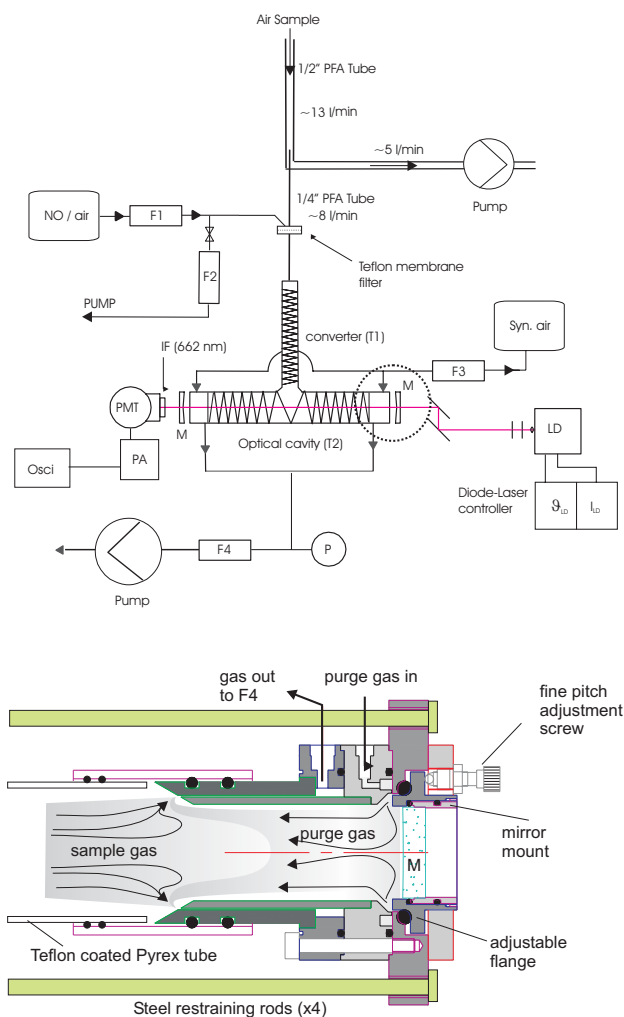 Air Sample
1/2" PFA Tube
~13 l/min
~5 l/min
Pump
1/4" PFA Tube
~8 l/min
NO / air
F1
F2
Teflon membrane
filter
PUMP
converter (T1)
Syn. air
IF (662 nm)
F3
M
PMT
M
LD
Optical cavity (T2)
PA
Osci
Diode-Laser
controller
ϑLD
ILD
F4
P
Pump
gas out
to F4
purge gas in
fine pitch
adjustment
screw
sample gas
purge gas
M
mirror
mount
Teflon coated Pyrex tube
adjustable
flange
Steel restraining rods (x4)